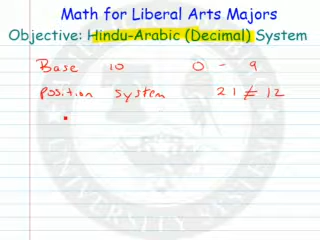 Math for Liberal Arts Majors
Objective: Hindu-Arabic (Decimal) System
Base 10 0 - 9
Position system 21 ≠ 12